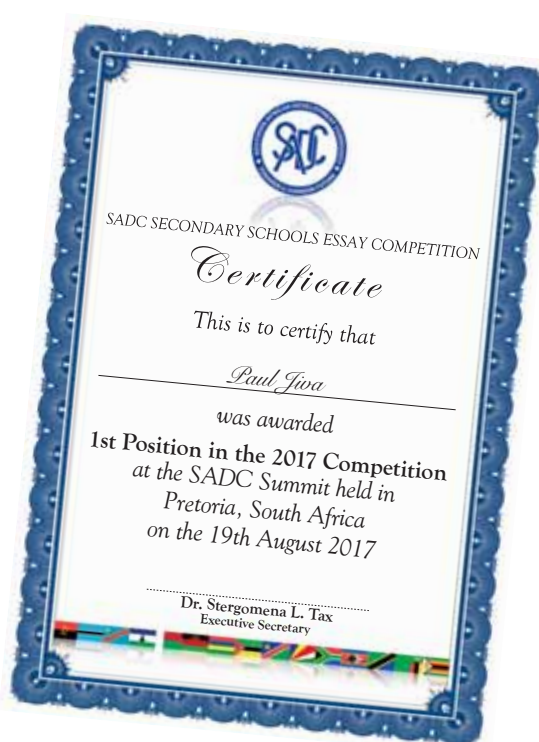 SADC
SADC SECONDARY SCHOOLS ESSAY COMPETITION
Certificate
This is to certify that
Paul Jiva
was awarded
1st Position in the 2017 Competition
at the SADC Summit held in
Pretoria, South Africa
on the 19th August 2017
Dr. Stergomena L. Tax
Executive Secretary